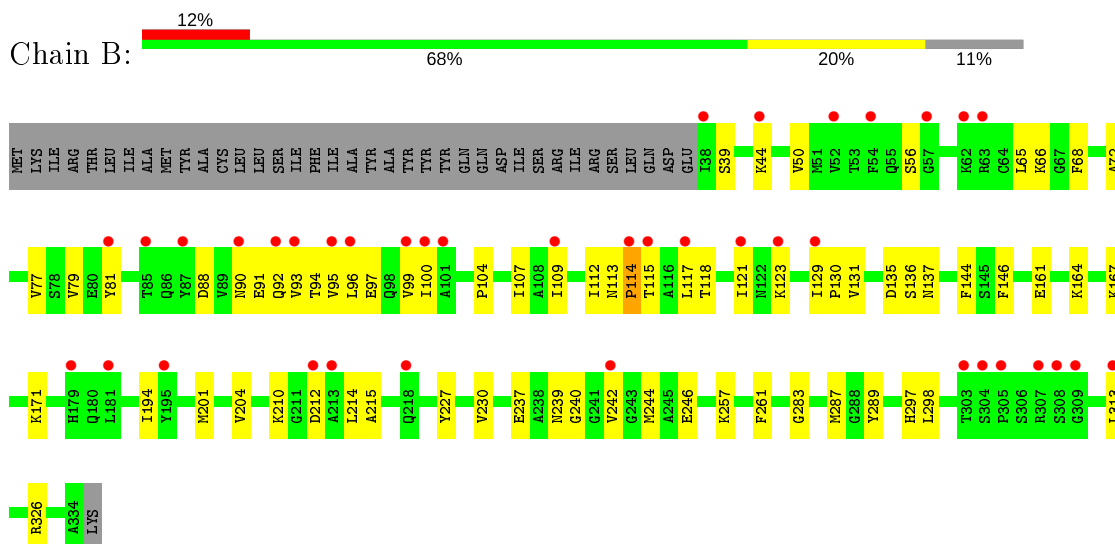 12%
Chain B:
68% 20% 11%
MET LYS ILE ARG THR LEU ILE ALA MET TYR ALA CYS LEU LEU SER ILE PHE ILE ALA TYR ALA TYR TYR TYR GLN GLN ASP ILE SER ARG ILE ARG SER LEU GLN ASP GLU I38 S39 K44 V50 M51 V52 T53 F54 Q55 S56 G57 K62 R63 C64 L65 K66 G67 F68
V77 S78 V79 E80 Y81 T85 Q86 Y87 D88 V89 N90 E91 Q92 V93 T94 V95 L96 E97 Q98 V99 I100 A101 P104 I107 A108 I109 I112 N113 P114 T115 A116 L117 T118 I121 N122 K123 I129 P130 V131 D135 S136 N137 F144 S145 F146 E161 K164
K171 H179 Q180 L181 I194 Y195 M201 V204 K210 G211 D212 A213 L214 A215 Q218 Y227 V230 E237 A238 N239 G240 G241 V242 G243 M244 A245 E246 K257 F261 G283 M287 G288 Y289 H297 L298 T303 S304 P305 S306 R307 S308 G309
R326 A334 LYS